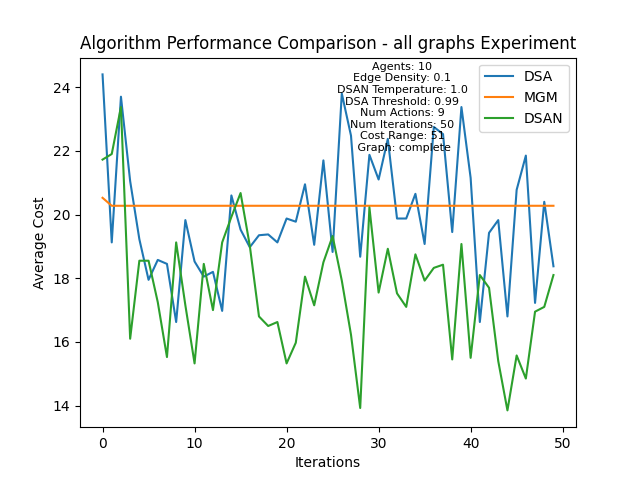 Algorithm Performance Comparison - all graphs Experiment
Agents: 10
Edge Density: 0.1
DSAN Temperature: 1.0
DSA Threshold: 0.99
Num Actions: 9
Num Iterations: 50
Cost Range: 51
Graph: complete
DSA
MGM
DSAN
Average Cost
24
22
20
18
16
14
0
10
20
30
40
50
Iterations